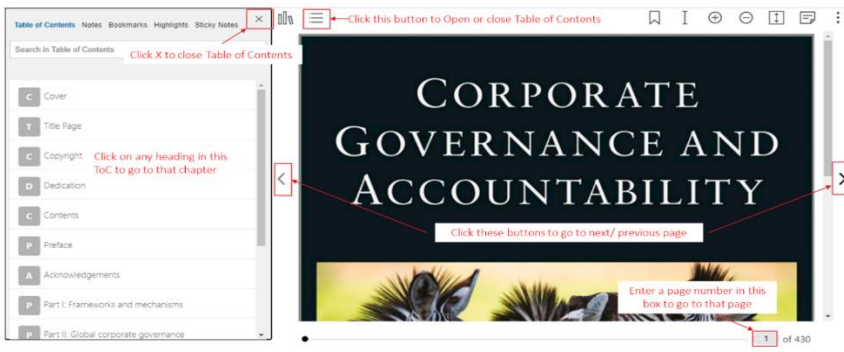 Table of Contents Notes Bookmarks Highlights Sticky Notes
Search in Table of Contents
Click X to close Table of Contents
C Cover
T Title Page
C Copyright
Click on any heading in this
ToC to go to that chapter
D Dedication
C Contents
P Preface
A Acknowledgements
P Part I: Frameworks and mechanisms
P Part II: Global corporate governance
Click this button to Open or close Table of Contents
CORPORATE
GOVERNANCE AND
ACCOUNTABILITY
Click these buttons to go to next/ previous page
Enter a page number in this
box to go to that page
1 of 430